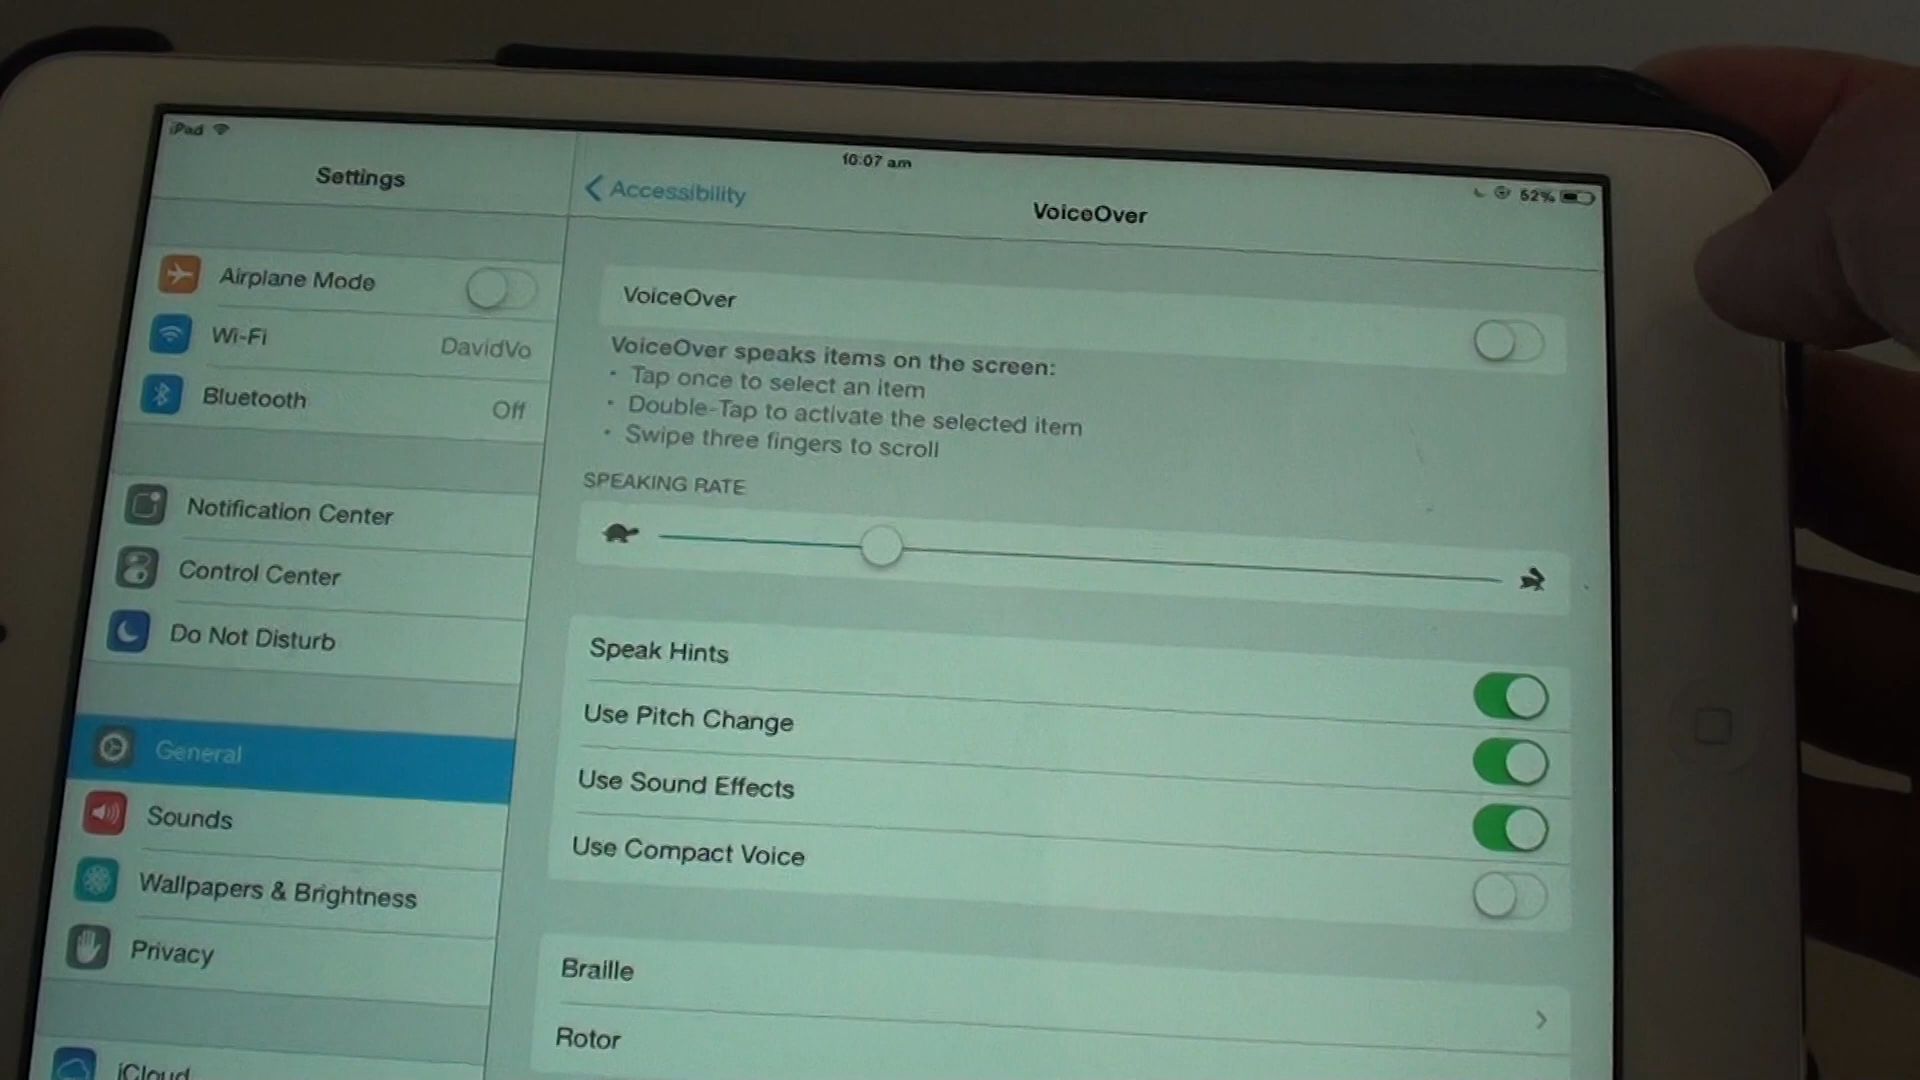 iPad
10:07 am
52%
Settings
Accessibility
VoiceOver
Airplane Mode
Wi-Fi
DavidVo
Bluetooth
Off
Notification Center
Control Center
Do Not Disturb
General
Sounds
Wallpapers & Brightness
Privacy
iCloud
VoiceOver
VoiceOver speaks items on the screen:
• Tap once to select an item
• Double-Tap to activate the selected item
• Swipe three fingers to scroll
SPEAKING RATE
Speak Hints
Use Pitch Change
Use Sound Effects
Use Compact Voice
Braille
Rotor